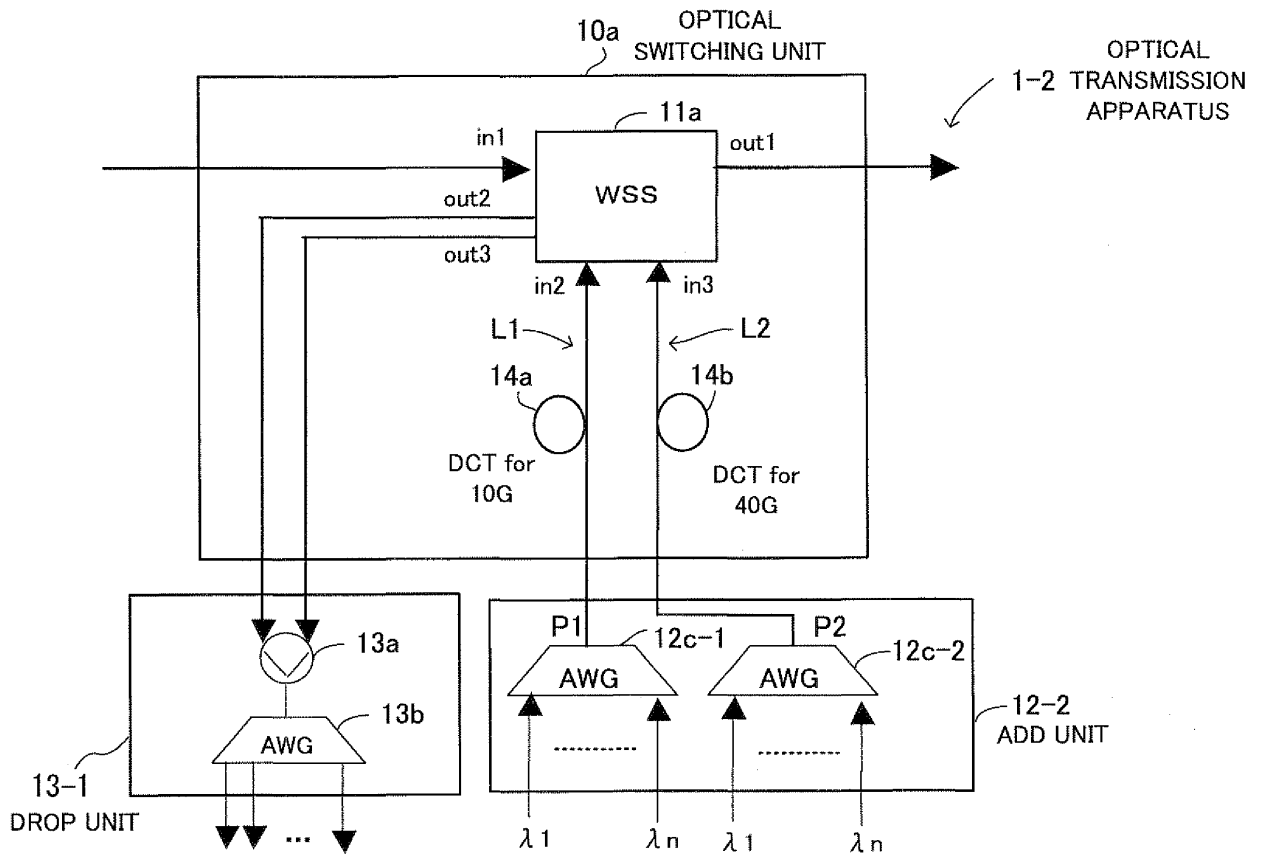 OPTICAL
SWITCHING UNIT
10a
OPTICAL
TRANSMISSION
APPARATUS
1-2
11a
in1
out1
WSS
out2
out3
in2
in3
L1
L2
14a
14b
DCT for
10G
DCT for
40G
P1
12c-1
P2
12c-2
AWG
AWG
13a
13b
AWG
12-2
ADD UNIT
13-1
DROP UNIT
...
λ1
λn
λ1
λn